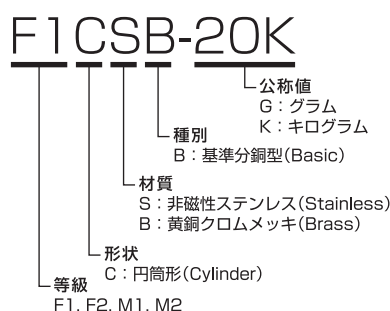 F1CSB-20K
公称値
G：グラム
K：キログラム
種別
B：基準分銅型(Basic)
材質
S：非磁性ステンレス(Stainless)
B：黄銅クロムメッキ(Brass)
形状
C：円筒形(Cylinder)
等級
F1, F2, M1, M2